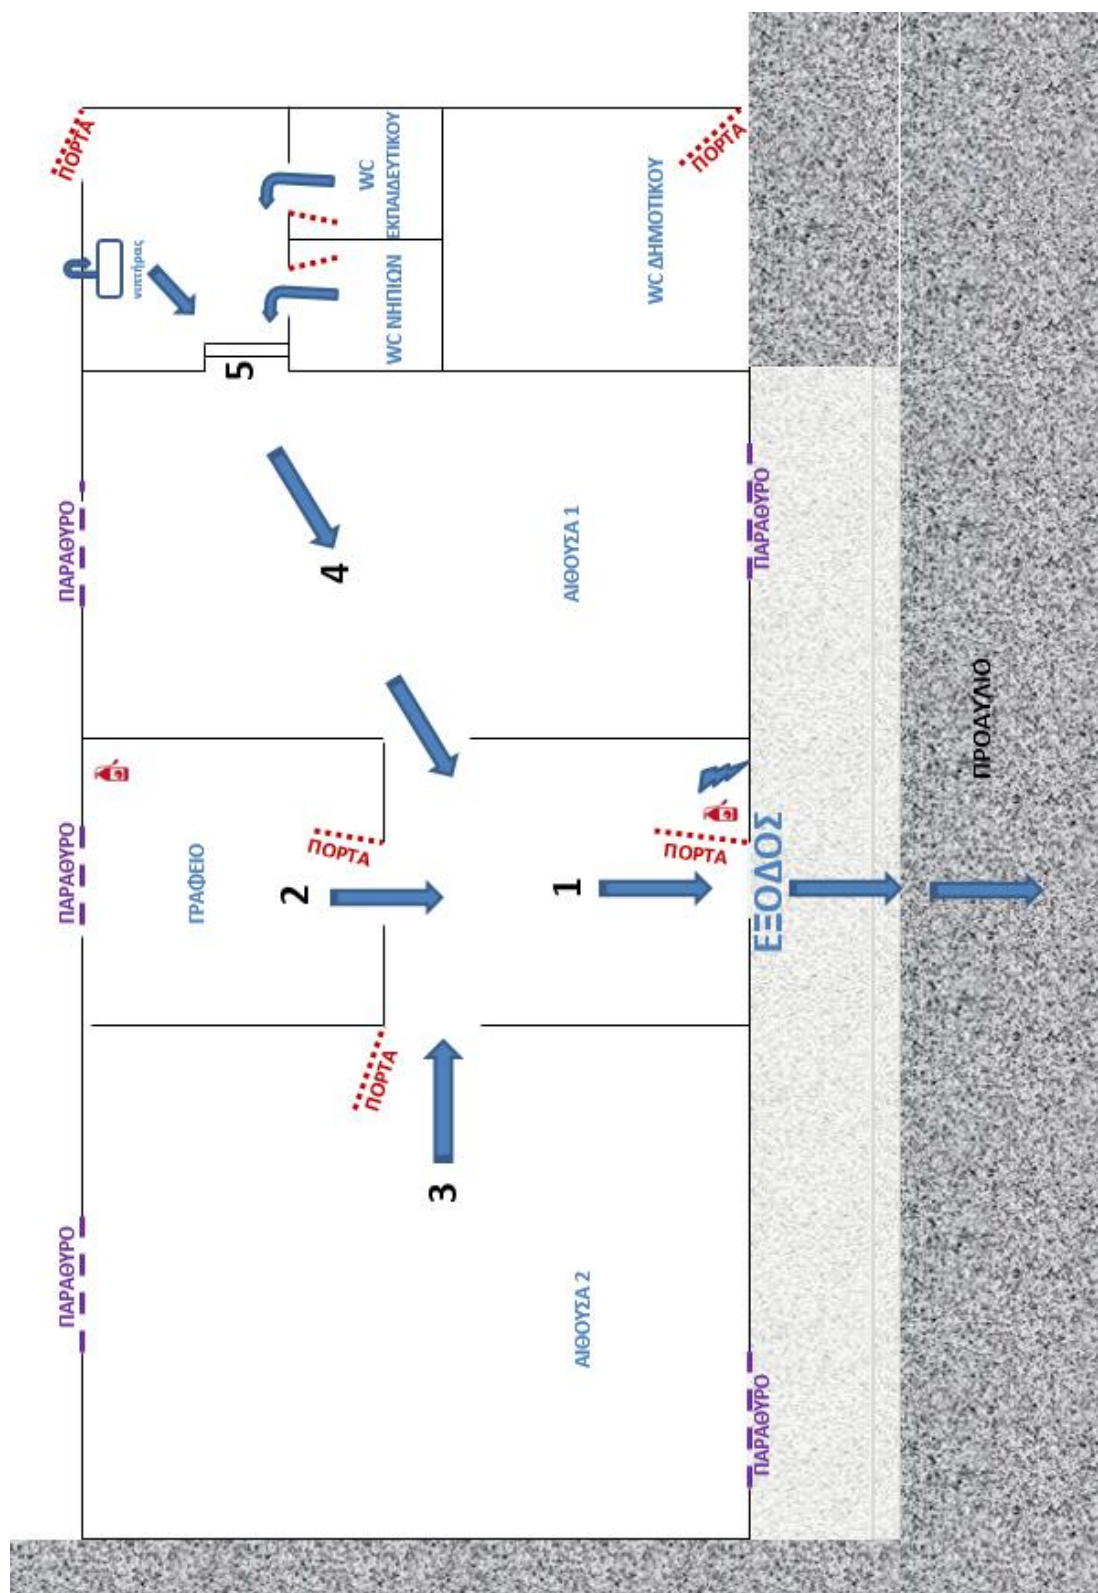 ΠΟΡΤΑ
νιπτήρας
WC
ΕΚΠΑΙΔΕΥΤΙΚΟΥ
WC ΝΗΠΙΩΝ
WC ΔΗΜΟΤΙΚΟΥ
ΠΟΡΤΑ
5
ΠΑΡΑΘΥΡΟ
4
ΑΙΘΟΥΣΑ 1
ΠΑΡΑΘΥΡΟ
ΠΑΡΑΘΥΡΟ
ΓΡΑΦΕΙΟ
2
ΠΟΡΤΑ
1
ΠΟΡΤΑ
ΕΞΟΔΟΣ
ΠΡΟΑΥΛΙΟ
ΠΟΡΤΑ
3
ΠΑΡΑΘΥΡΟ
ΑΙΘΟΥΣΑ 2
ΠΑΡΑΘΥΡΟ